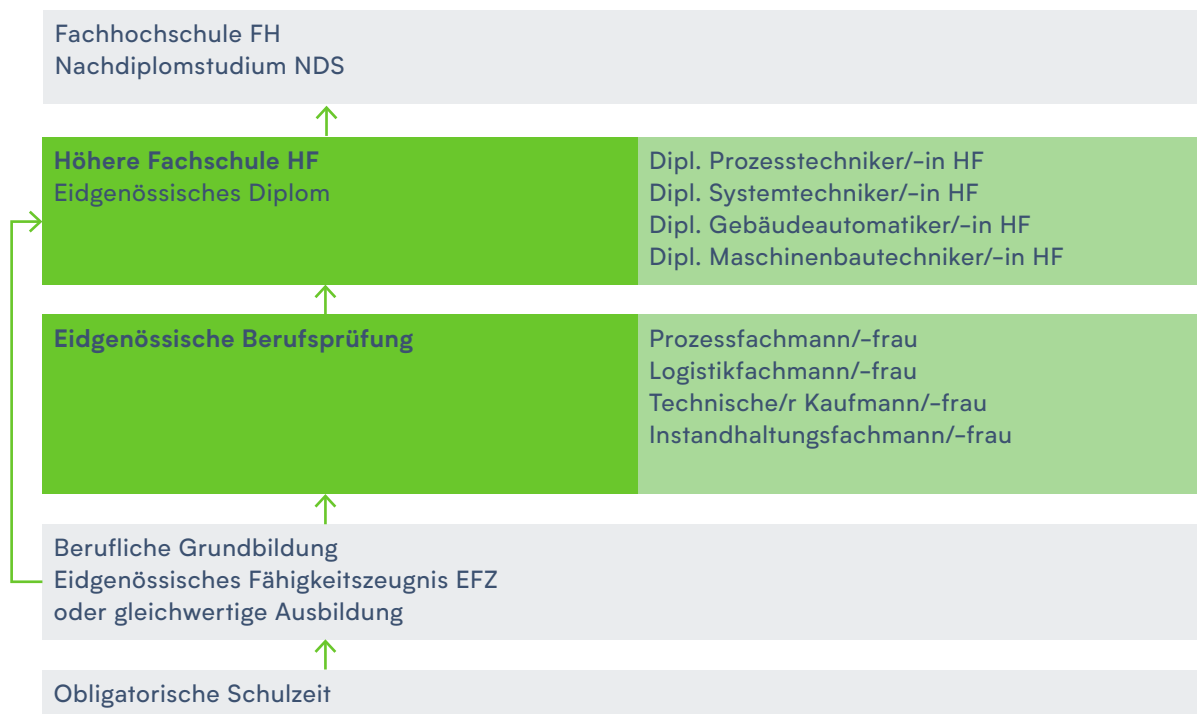 Fachhochschule FH
Nachdiplomstudium NDS
Höhere Fachschule HF
Eidgenössisches Diplom
Dipl. Prozesstechniker/-in HF
Dipl. Systemtechniker/-in HF
Dipl. Gebäudeautomatiker/-in HF
Dipl. Maschinenbautechniker/-in HF
Eidgenössische Berufsprüfung
Prozessfachmann/-frau
Logistikfachmann/-frau
Technische/r Kaufmann/-frau
Instandhaltungsfachmann/-frau
Berufliche Grundbildung
Eidgenössisches Fähigkeitszeugnis EFZ
oder gleichwertige Ausbildung
Obligatorische Schulzeit